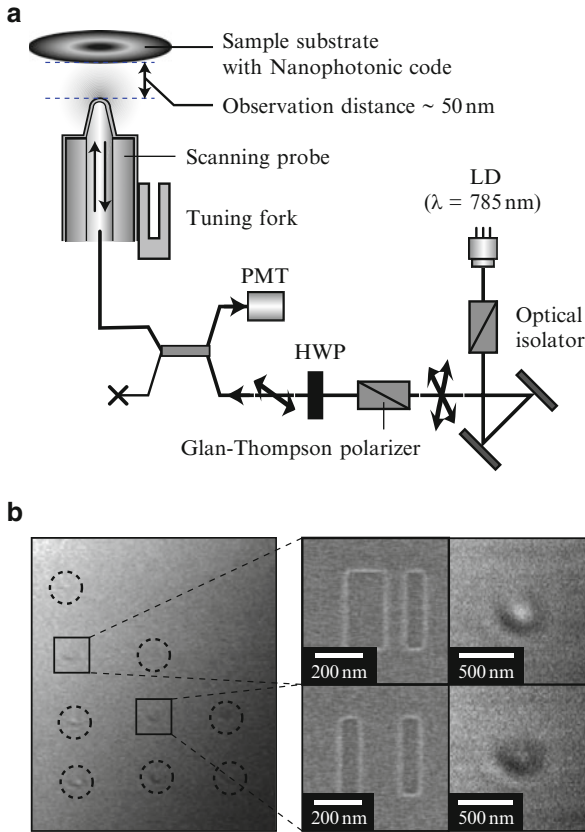 a
Sample substrate
with Nanophotonic code
Observation distance ~ 50 nm
Scanning probe
LD
(λ = 785 nm)
Tuning fork
PMT
Optical
isolator
HWP
Glan-Thompson polarizer
b
200 nm
500 nm
200 nm
500 nm